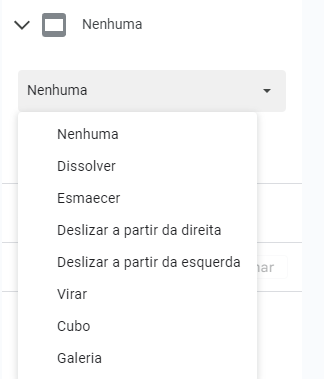 Nenhuma
Nenhuma
Nenhuma
Dissolver
Esmaecer
Deslizar a partir da direita
Deslizar a partir da esquerda
Virar
Cubo
Galeria